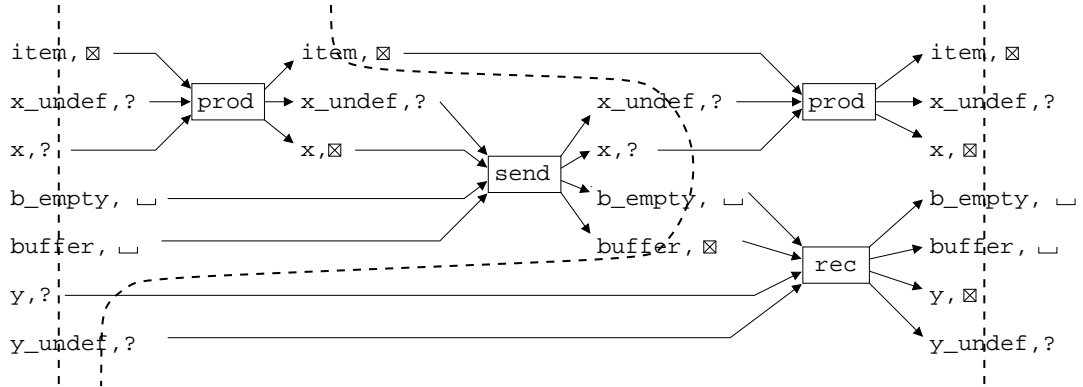 item,☒ item,☒ item,☒
x_undef,? prod x_undef,? x_undef,? prod x_undef,?
x,? x,☒ x,? x,☒
send
b_empty, ␣ b_empty, ␣ b_empty, ␣
buffer, ␣ buffer,☒ buffer, ␣
rec
y,? y,☒
y_undef,? y_undef,?